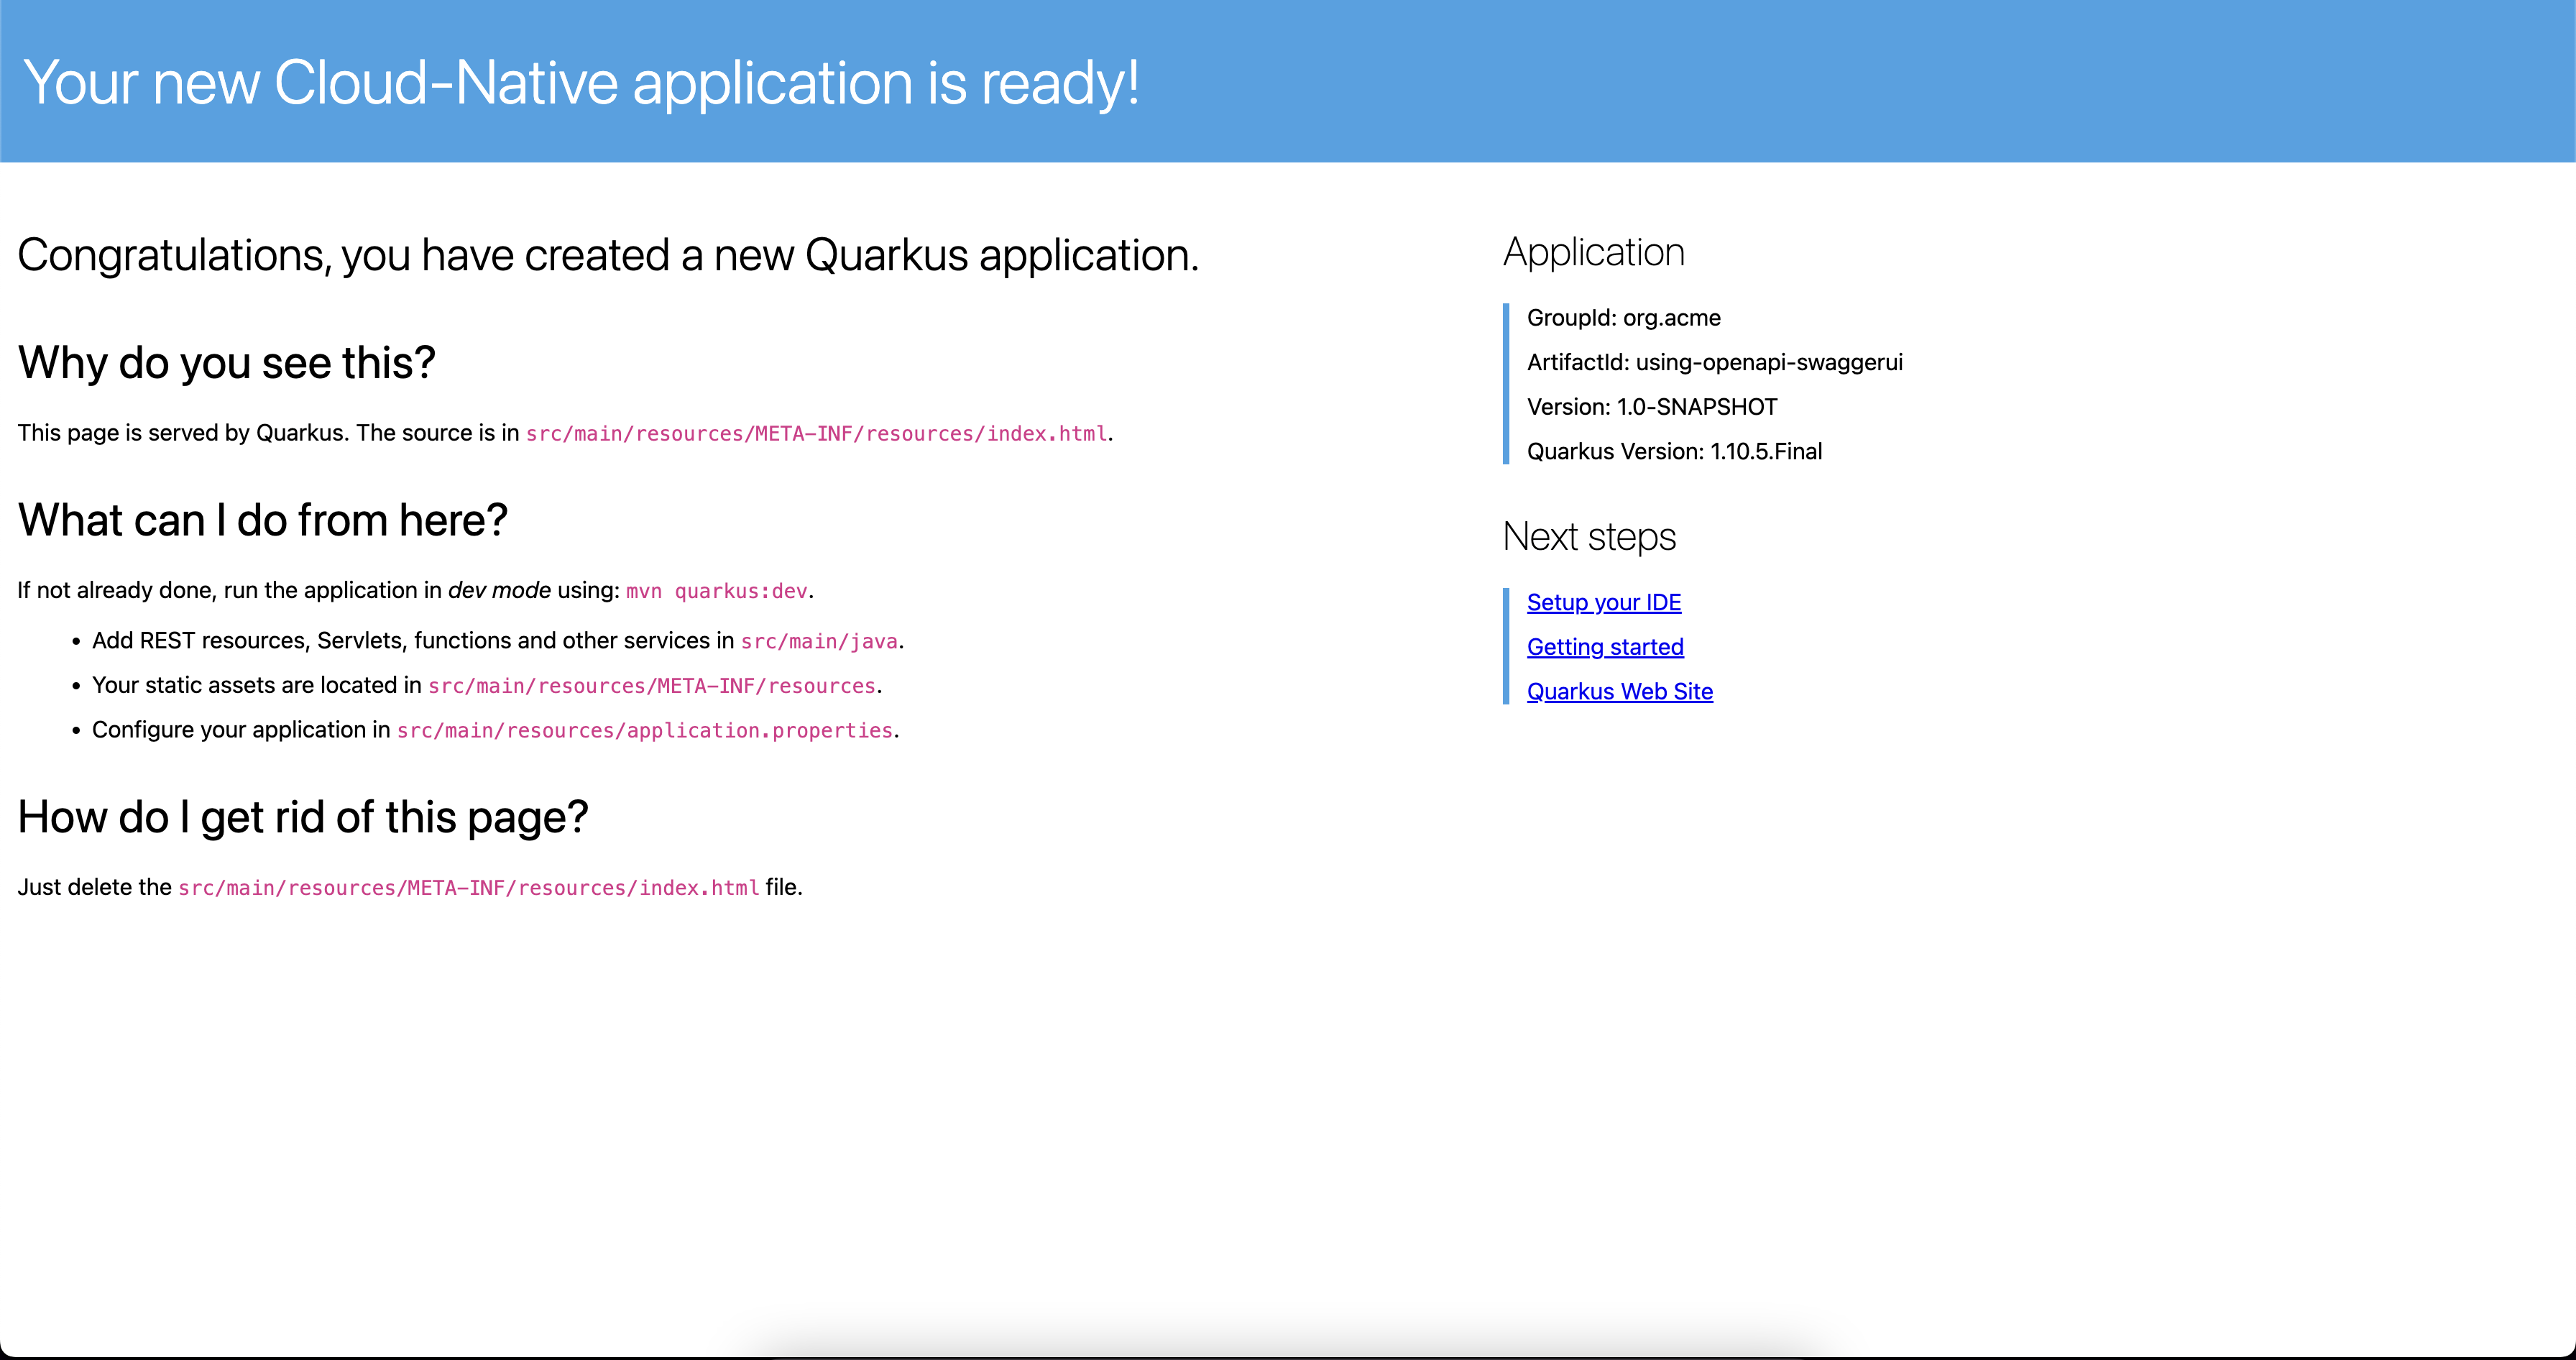 Your new Cloud-Native application is ready!
Congratulations, you have created a new Quarkus application.
Why do you see this?
This page is served by Quarkus. The source is in src/main/resources/META-INF/resources/index.html.
What can I do from here?
If not already done, run the application in dev mode using: mvn quarkus:dev.
• Add REST resources, Servlets, functions and other services in src/main/java.
• Your static assets are located in src/main/resources/META-INF/resources.
• Configure your application in src/main/resources/application.properties.
How do I get rid of this page?
Just delete the src/main/resources/META-INF/resources/index.html file.
Application
GroupId: org.acme
ArtifactId: using-openapi-swaggerui
Version: 1.0-SNAPSHOT
Quarkus Version: 1.10.5.Final
Next steps
Setup your IDE
Getting started
Quarkus Web Site